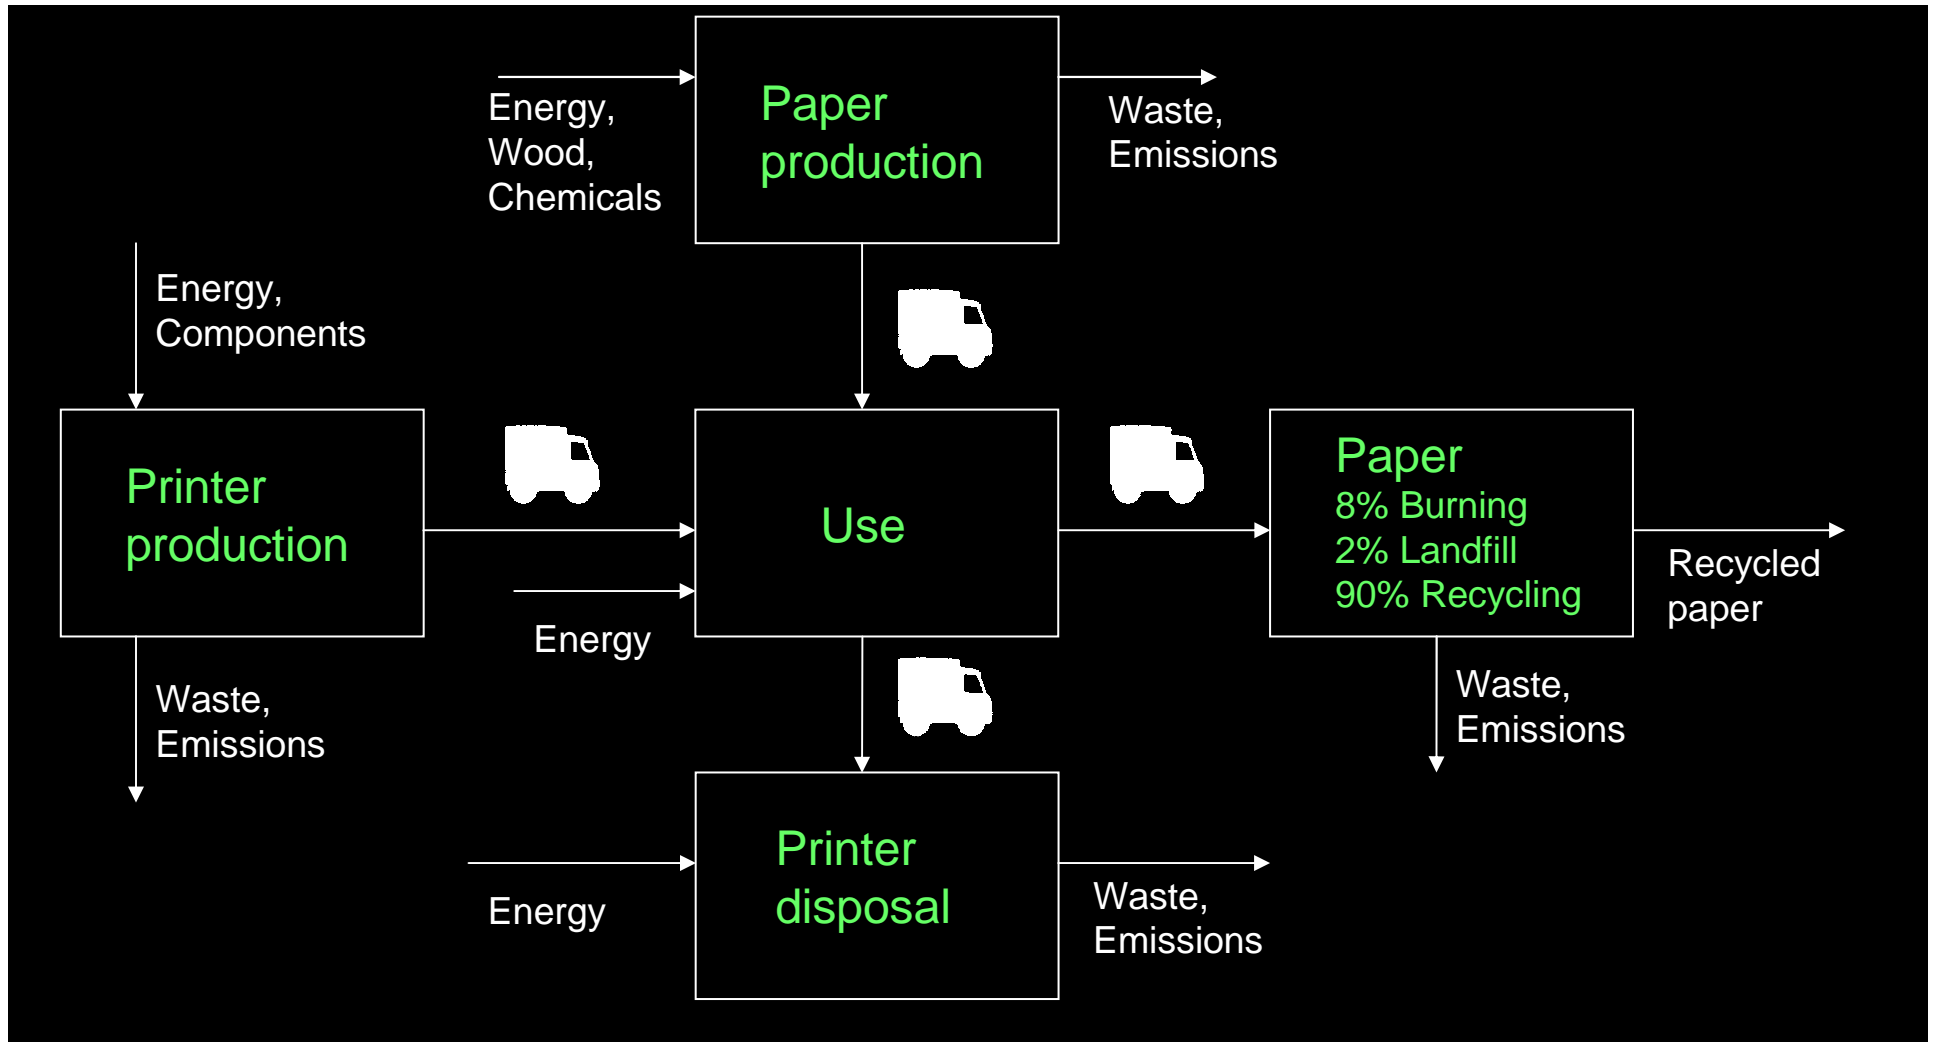 Energy,
Wood,
Chemicals
Paper
production
Waste,
Emissions
Energy,
Components
Printer
production
Use
Paper
8% Burning
2% Landfill
90% Recycling
Recycled
paper
Energy
Waste,
Emissions
Waste,
Emissions
Energy
Printer
disposal
Waste,
Emissions